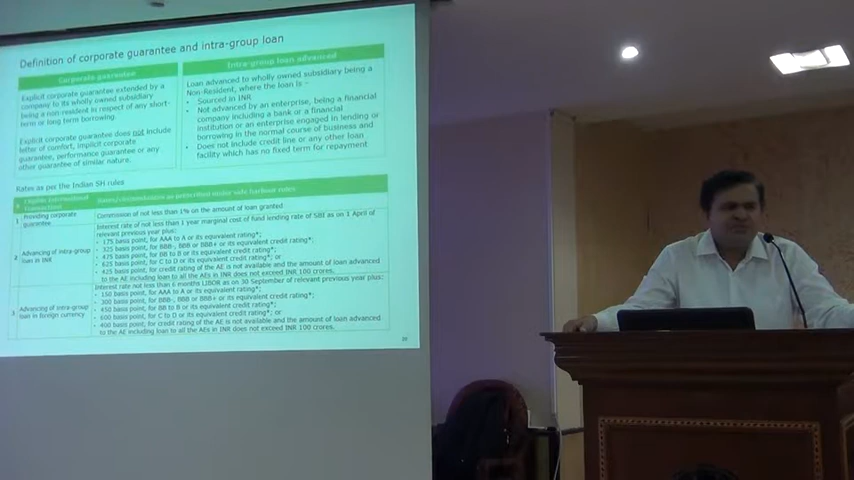 Definition of corporate guarantee and intra-group loan
Corporate guarantee
Explicit corporate guarantee extended by a
company to its wholly owned subsidiary
being a non-resident in respect of any short-
term or long term borrowing.
Explicit corporate guarantee does not include
letter of comfort, implicit corporate
guarantee, performance guarantee or any
other guarantee of similar nature.
Intra-group loan advanced
Loan advanced to wholly owned subsidiary being a
Non-Resident, where the loan is -
• Sourced in INR
• Not advanced by an enterprise, being a financial
company including a bank or a financial
institution or an enterprise engaged in lending or
borrowing in the normal course of business and
• Does not include credit line or any other loan
facility which has no fixed term for repayment
Rates as per the Indian SH rules
Eligible International
Transaction
Rates/circumstances as prescribed under safe harbour rules
1 Providing corporate
guarantee
Commission of not less than 1% on the amount of loan granted
2 Advancing of intra-group
loan in INR
Interest rate of not less than 1 year marginal cost of fund lending rate of SBI as on 1 April of
relevant previous year plus:
• 175 basis point, for AAA to A or its equivalent rating*;
• 325 basis point, for BBB-, BBB or BBB+ or its equivalent credit rating*;
• 475 basis point, for BB to B or its equivalent credit rating*;
• 625 basis point, for C to D or its equivalent credit rating*; or
• 425 basis point, for credit rating of the AE is not available and the amount of loan advanced
to the AE including loan to all the AEs in INR does not exceed INR 100 crores.
3 Advancing of intra-group
loan in foreign currency
Interest rate not less than 6 months LIBOR as on 30 September of relevant previous year plus:
• 150 basis point, for AAA to A or its equivalent rating*;
• 300 basis point, for BBB-, BBB or BBB+ or its equivalent credit rating*;
• 450 basis point, for BB to B or its equivalent credit rating*;
• 600 basis point, for C to D or its equivalent credit rating*; or
• 400 basis point, for credit rating of the AE is not available and the amount of loan advanced
to the AE including loan to all the AEs in INR does not exceed INR 100 crores.